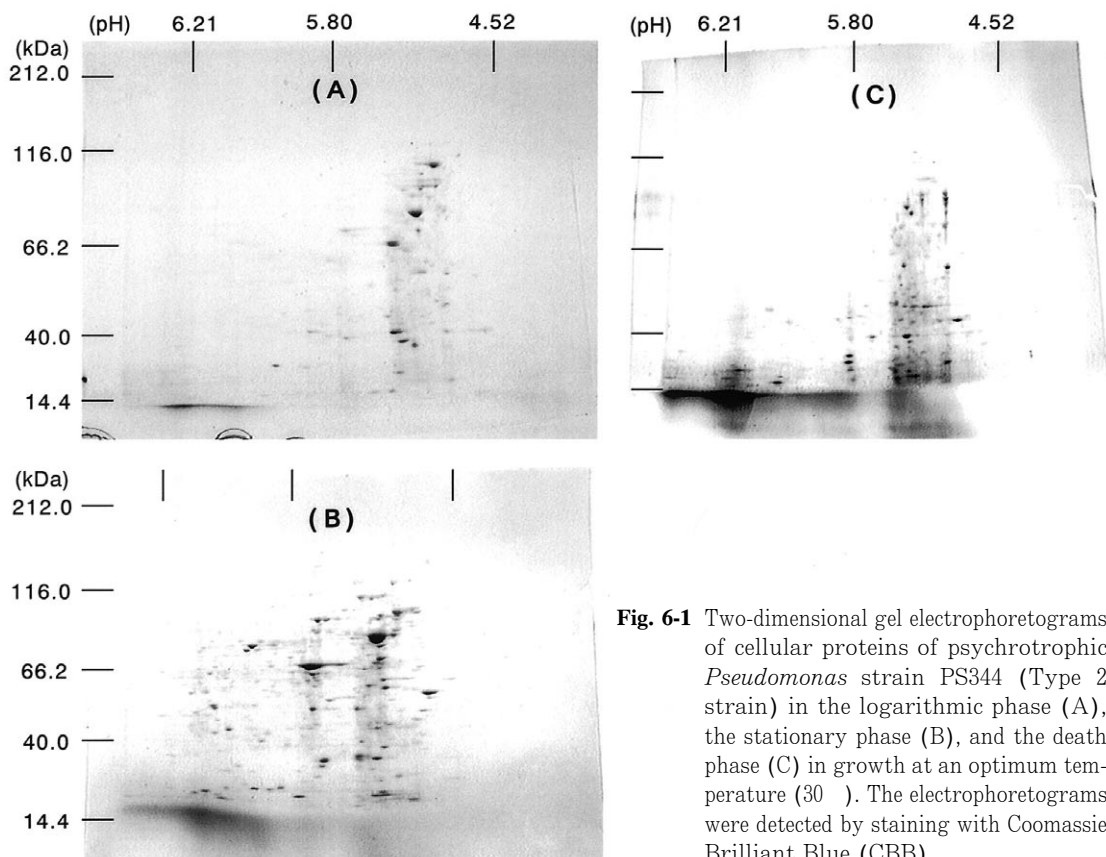 (pH) 6.21 5.80 4.52
(kDa)
212.0
(A)
116.0
66.2
40.0
14.4
(pH) 6.21 5.80 4.52
(C)
(kDa)
212.0
(B)
116.0
66.2
40.0
14.4
Fig. 6-1 Two-dimensional gel electrophoretograms
of cellular proteins of psychrotrophic
Pseudomonas strain PS344 (Type 2
strain) in the logarithmic phase (A),
the stationary phase (B), and the death
phase (C) in growth at an optimum tem-
perature (30 ). The electrophoretograms
were detected by staining with Coomassie
Brilliant Blue (CBB)